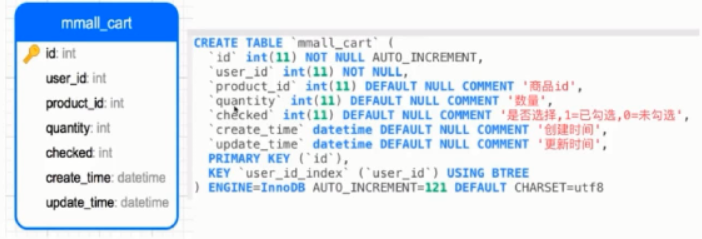 mmall_cart
id: int
user_id: int
product_id: int
quantity: int
checked: int
create_time: datetime
update_time: datetime
CREATE TABLE `mmall_cart` (
`id` int(11) NOT NULL AUTO_INCREMENT,
`user_id` int(11) NOT NULL,
`product_id` int(11) DEFAULT NULL COMMENT '商品id',
`quantity` int(11) DEFAULT NULL COMMENT '数量',
`checked` int(11) DEFAULT NULL COMMENT '是否选择,1=已勾选,0=未勾选',
`create_time` datetime DEFAULT NULL COMMENT '创建时间',
`update_time` datetime DEFAULT NULL COMMENT '更新时间',
PRIMARY KEY (`id`),
KEY `user_id_index` (`user_id`) USING BTREE
) ENGINE=InnoDB AUTO_INCREMENT=121 DEFAULT CHARSET=utf8